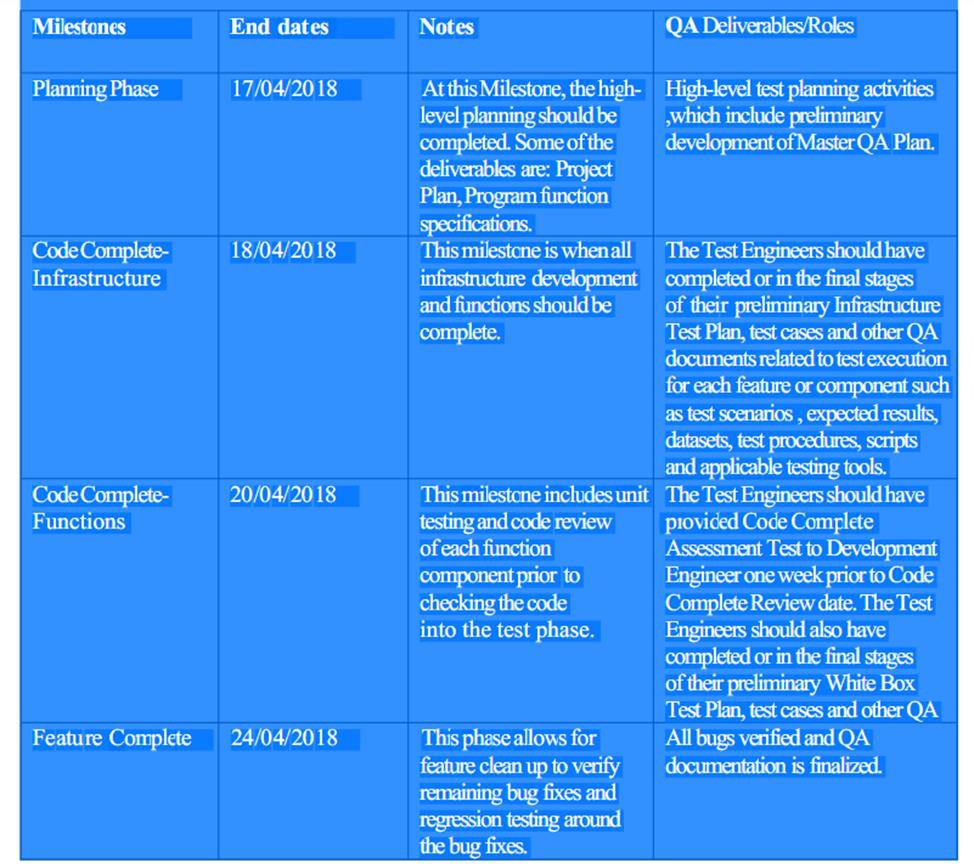 Milestones
End dates
Notes
QA Deliverables/Roles
Planning Phase
17/04/2018
At this Milestone, the high-
level planning should be
completed. Some of the
deliverables are: Project
Plan, Program function
specifications.
High-level test planning activities
,which include preliminary
development of Master QA Plan.
Code Complete-
Infrastructure
18/04/2018
This milestone is when all
infrastructure development
and functions should be
complete.
The Test Engineers should have
completed or in the final stages
of their preliminary Infrastructure
Test Plan, test cases and other QA
documents related to test execution
for each feature or component such
as test scenarios , expected results,
datasets, test procedures, scripts
and applicable testing tools.
Code Complete-
Functions
20/04/2018
This milestone includes unit
testing and code review
of each function
component prior to
checking the code
into the test phase.
The Test Engineers should have
provided Code Complete
Assessment Test to Development
Engineer one week prior to Code
Complete Review date. The Test
Engineers should also have
completed or in the final stages
of their preliminary White Box
Test Plan, test cases and other QA
Feature Complete
24/04/2018
This phase allows for
feature clean up to verify
remaining bug fixes and
regression testing around
the bug fixes.
All bugs verified and QA
documentation is finalized.